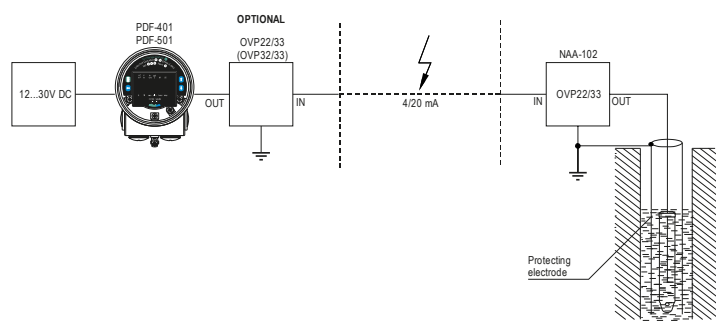 OPTIONAL
PDF-401
PDF-501
OVP22/33
(OVP32/33)
NAA-102
12...30V DC
OUT
IN
4/20 mA
IN
OVP22/33
OUT
Protecting
electrode